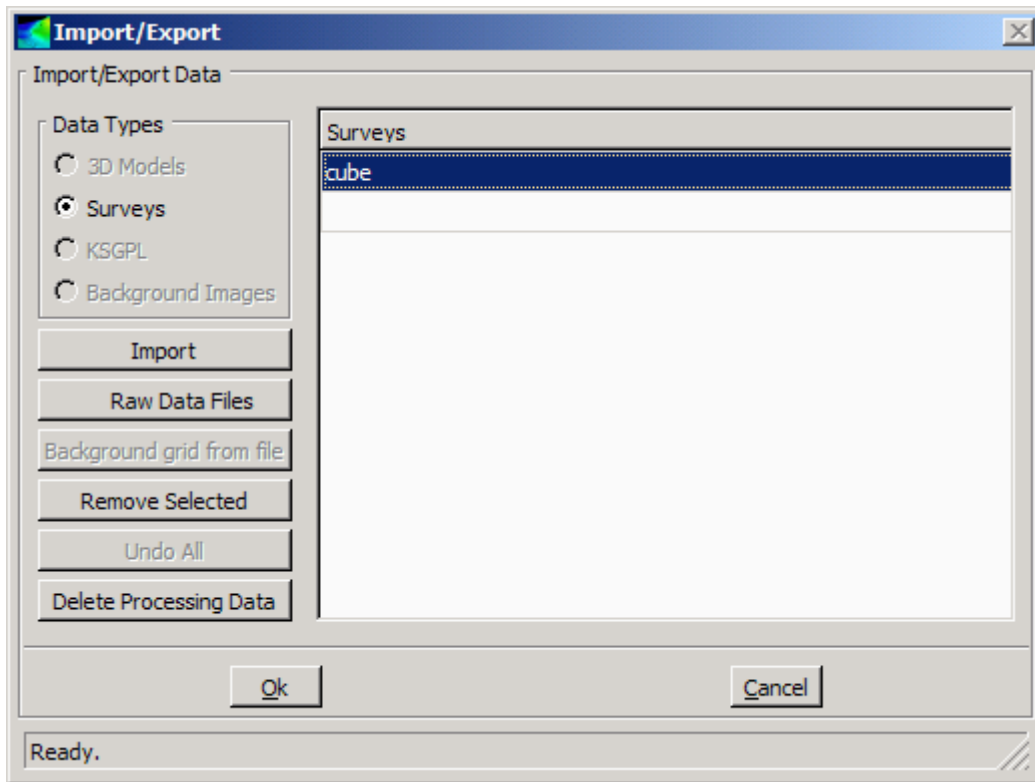 Import/Export
Import/Export Data
Data Types
3D Models
Surveys
KSGPL
Background Images
Import
Raw Data Files
Background grid from file
Remove Selected
Undo All
Delete Processing Data
Surveys
cube
Ok
Cancel
Ready.